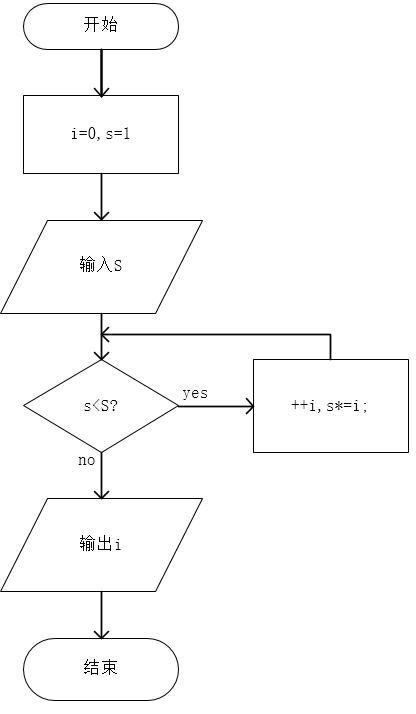 开始
i=0,s=1
输入S
s<S?
yes
++i,s*=i;
no
输出i
结束